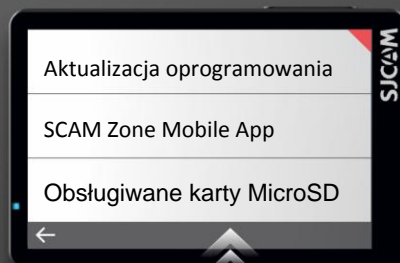 Aktualizacja oprogramowania
SCAM Zone Mobile App
Obsługiwane karty MicroSD
SJCAM